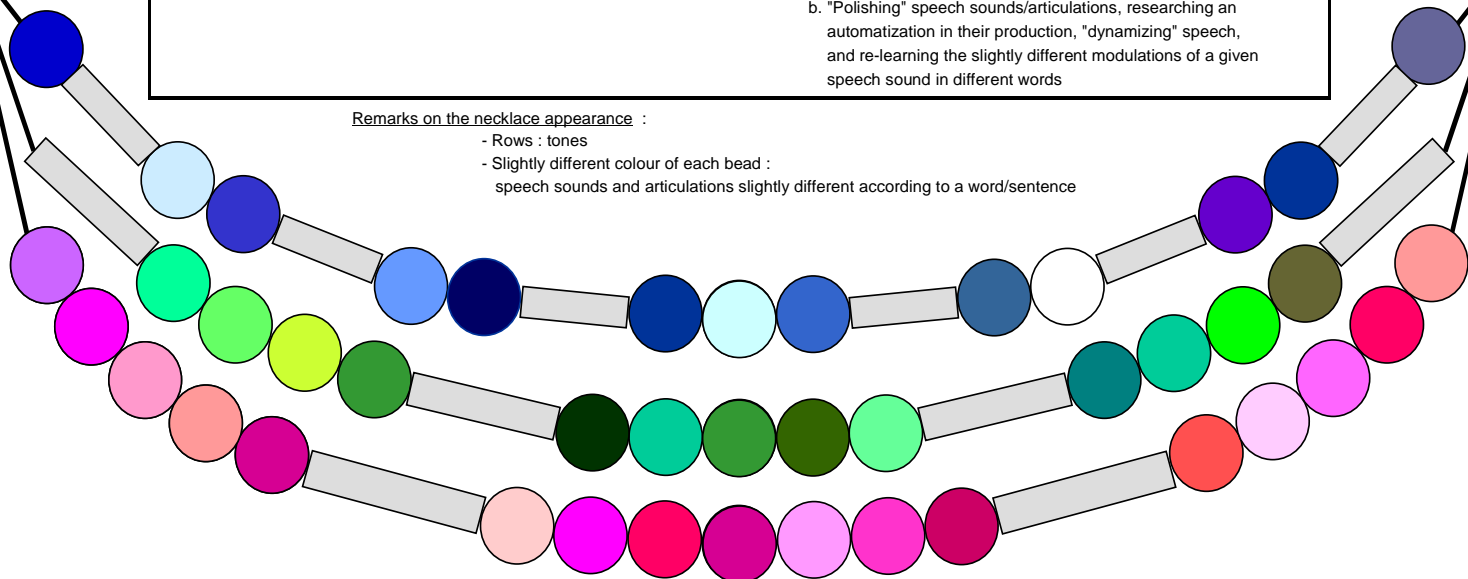 b. "Polishing" speech sounds/articulations, researching an
automatization in their production, "dynamizing" speech,
and re-learning the slightly different modulations of a given
speech sound in different words
Remarks on the necklace appearance :
- Rows : tones
- Slightly different colour of each bead :
speech sounds and articulations slightly different according to a word/sentence